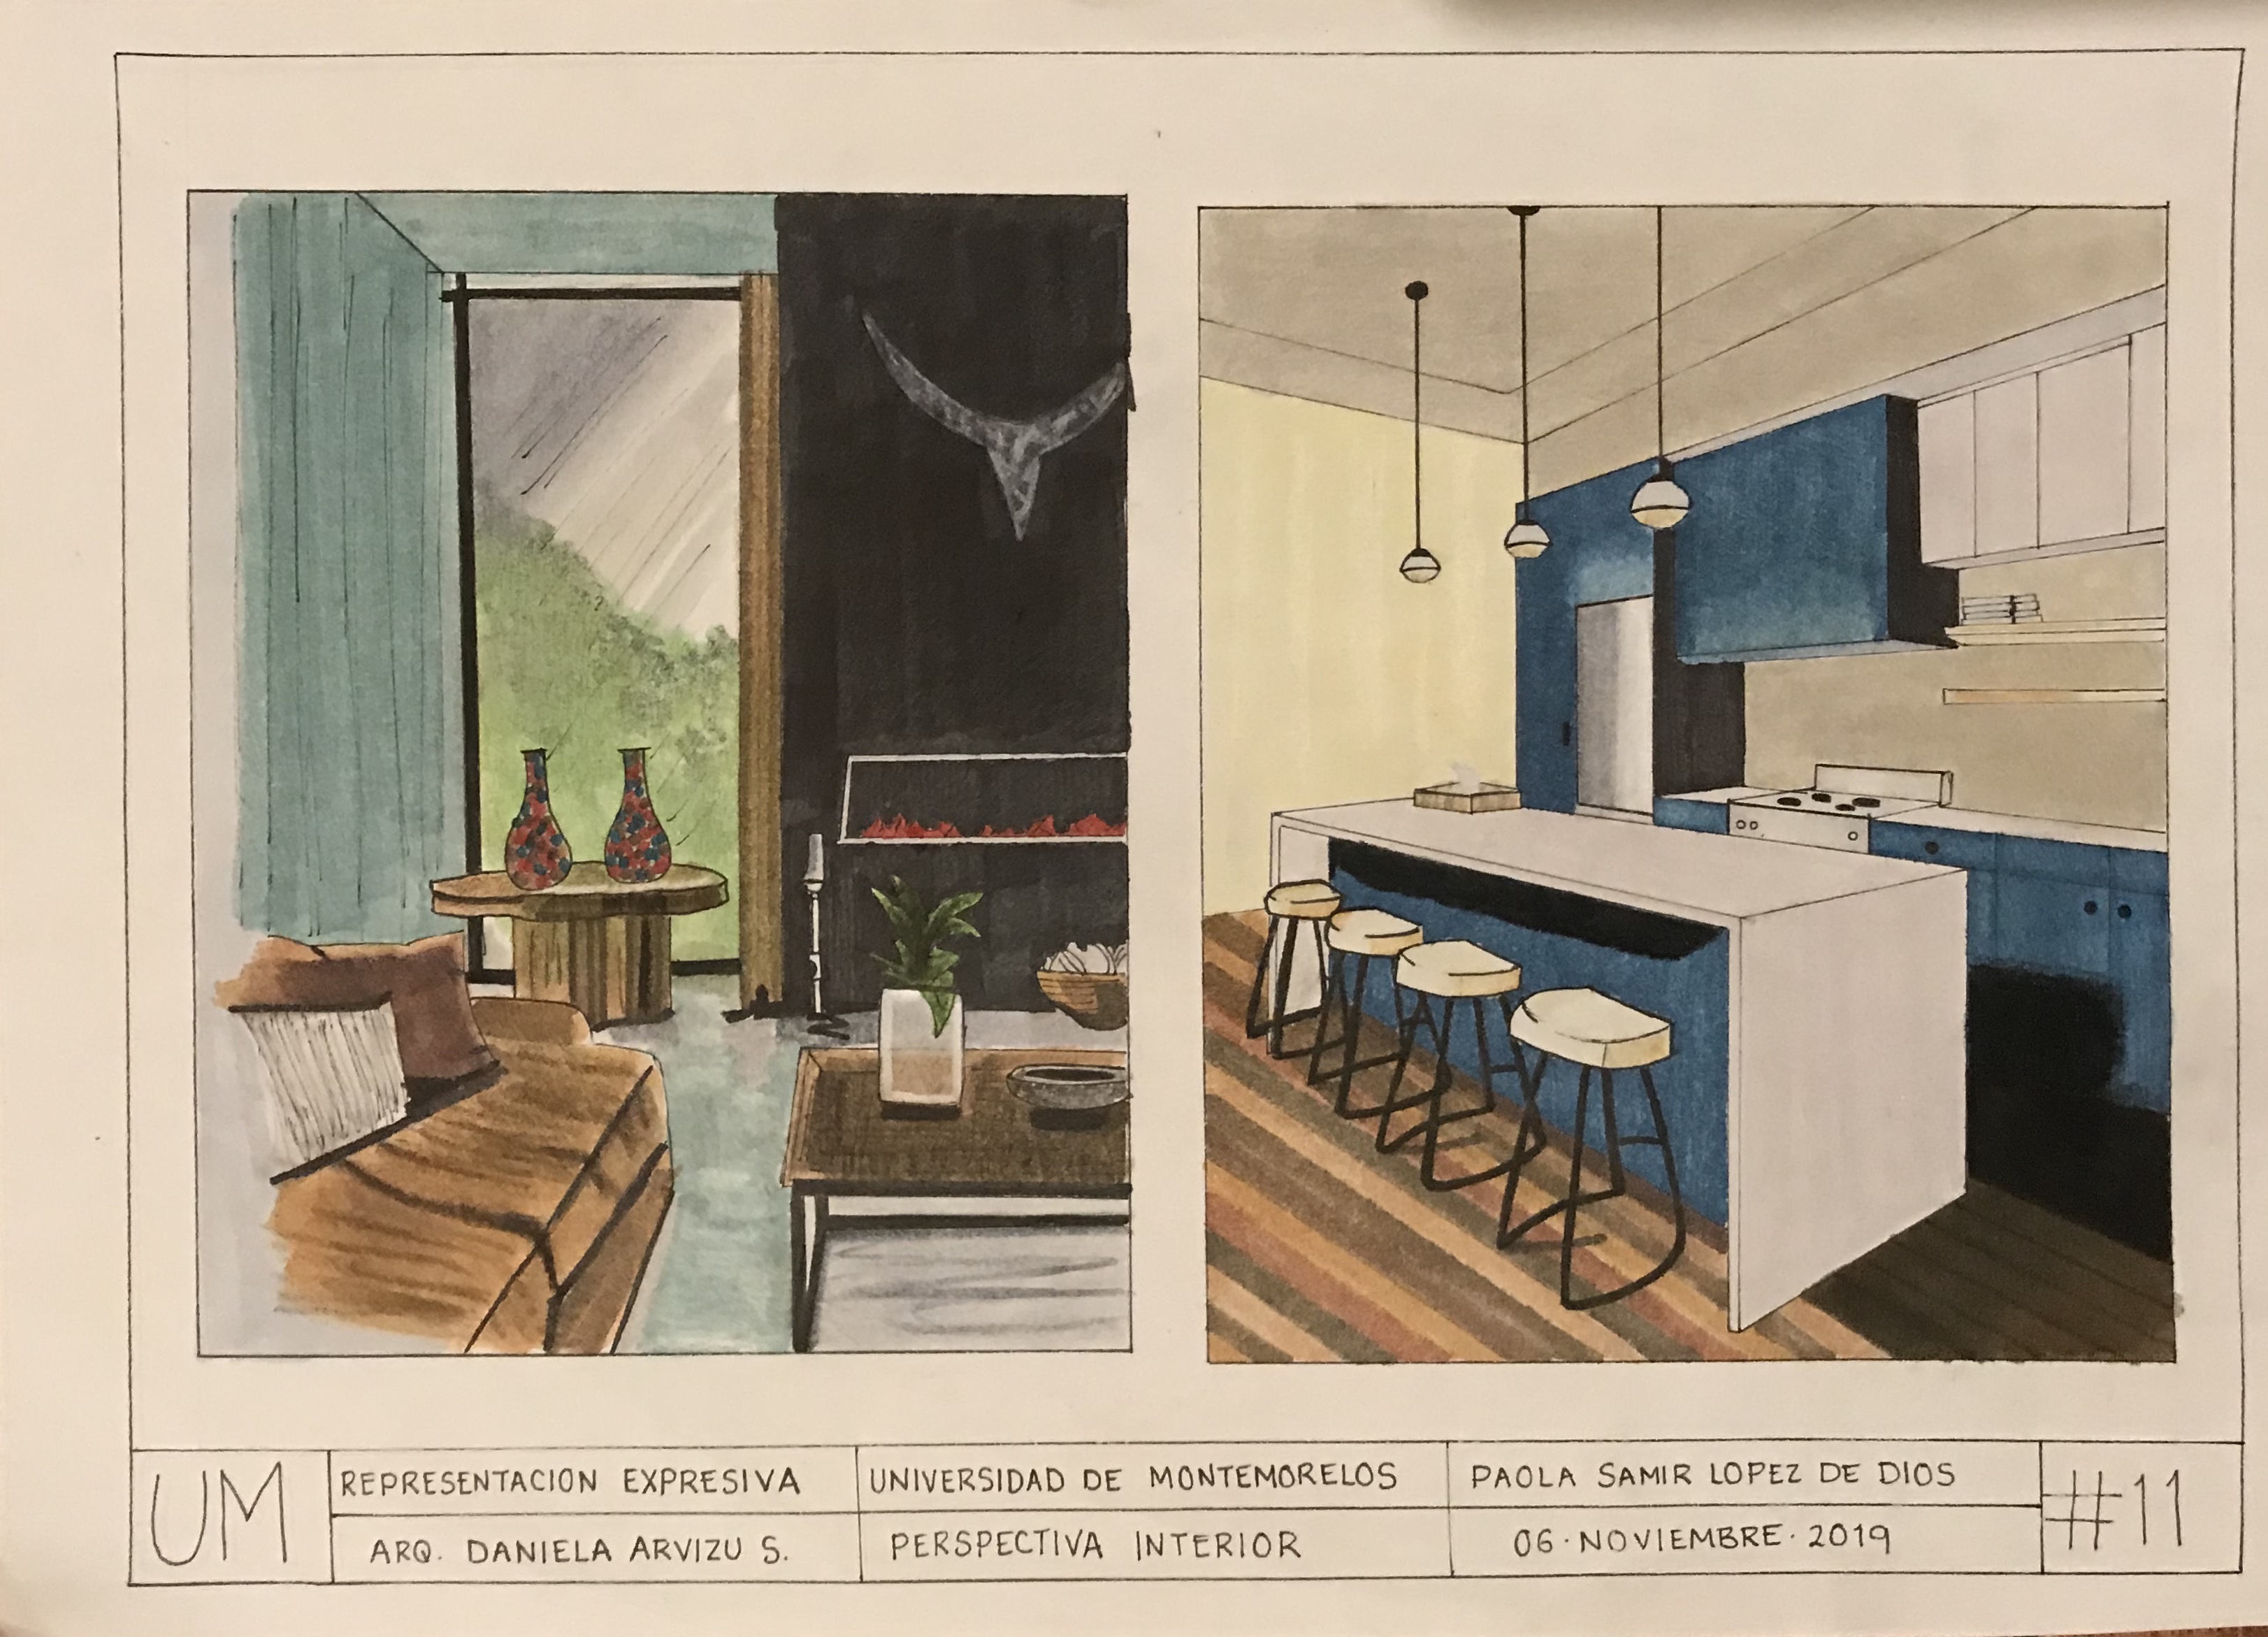 UM
REPRESENTACION EXPRESIVA
ARQ. DANIELA ARVIZU S.
UNIVERSIDAD DE MONTEMORELOS
PERSPECTIVA INTERIOR
PAOLA SAMIR LOPEZ DE DIOS
06·NOVIEMBRE·2019
#11